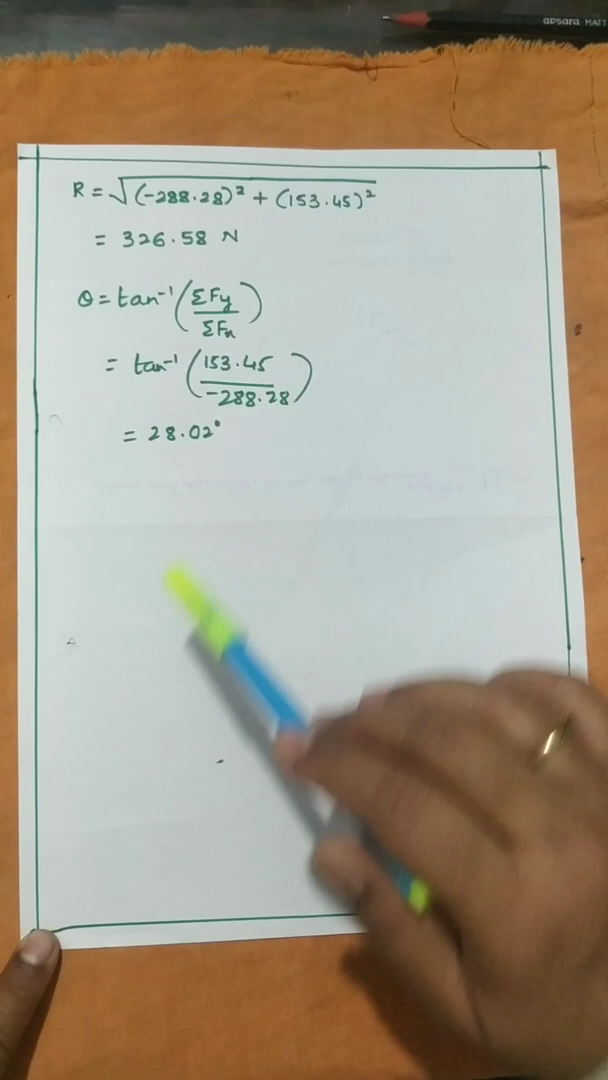 apsara MATT
R = √(-288.28)² + (153.45)²
= 326.58 N
θ = tan⁻¹ (ΣFy / ΣFx)
= tan⁻¹ (153.45 / -288.28)
= 28.02°